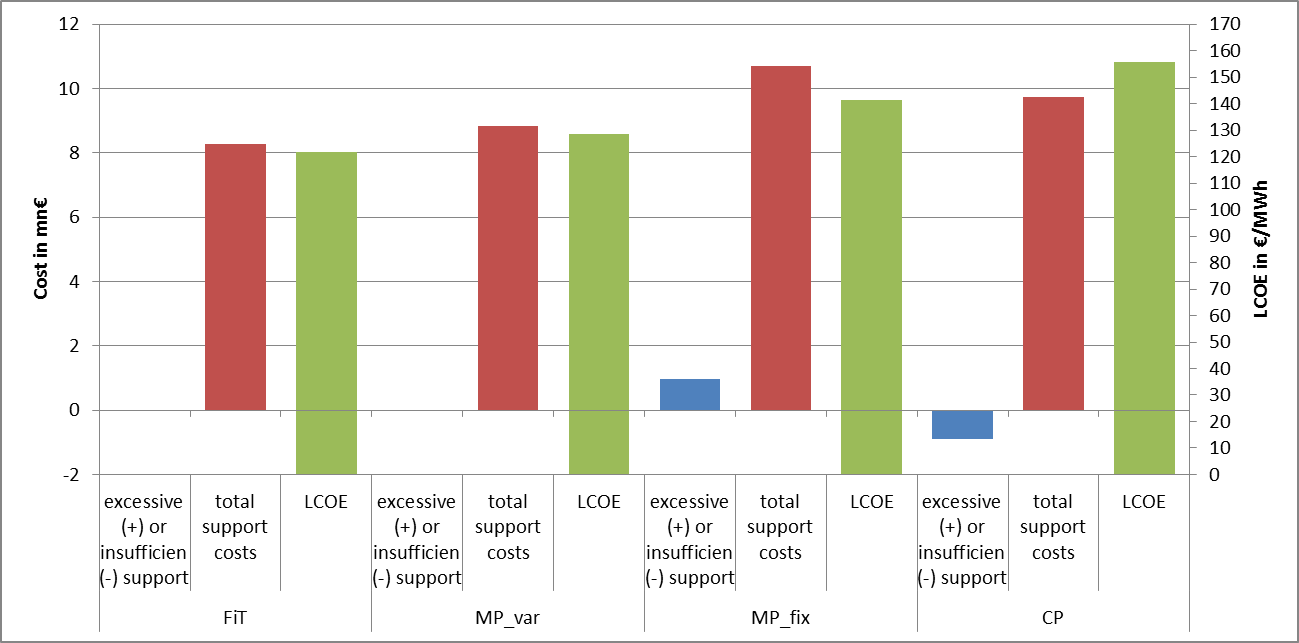 12
10
8
6
4
2
0
-2
Cost in mn€
170
160
150
140
130
120
110
100
90
80
70
60
50
40
30
20
10
0
LCOE in €/MWh
excessive
(+) or
insufficien
(-) support
total
support
costs
LCOE
excessive
(+) or
insufficien
(-) support
total
support
costs
LCOE
excessive
(+) or
insufficien
(-) support
total
support
costs
LCOE
excessive
(+) or
insufficien
(-) support
total
support
costs
LCOE
FiT
MP_var
MP_fix
CP